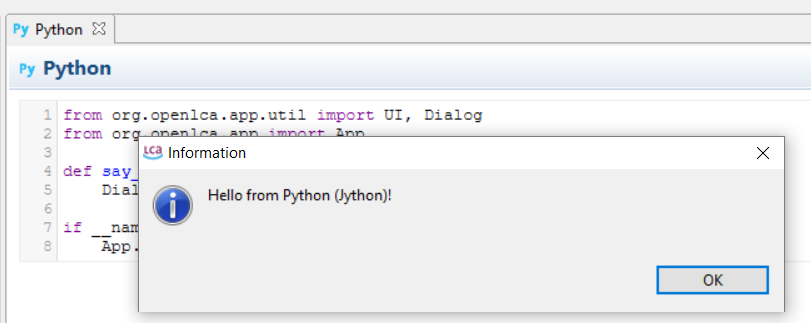 Py Python
Py Python
1 from org.openlca.app.util import UI, Dialog
2 from org.openlca.app import App
3
4 def say_
5 Dial
6
7 if __nam
8 App.
LCA Information
Hello from Python (Jython)!
OK